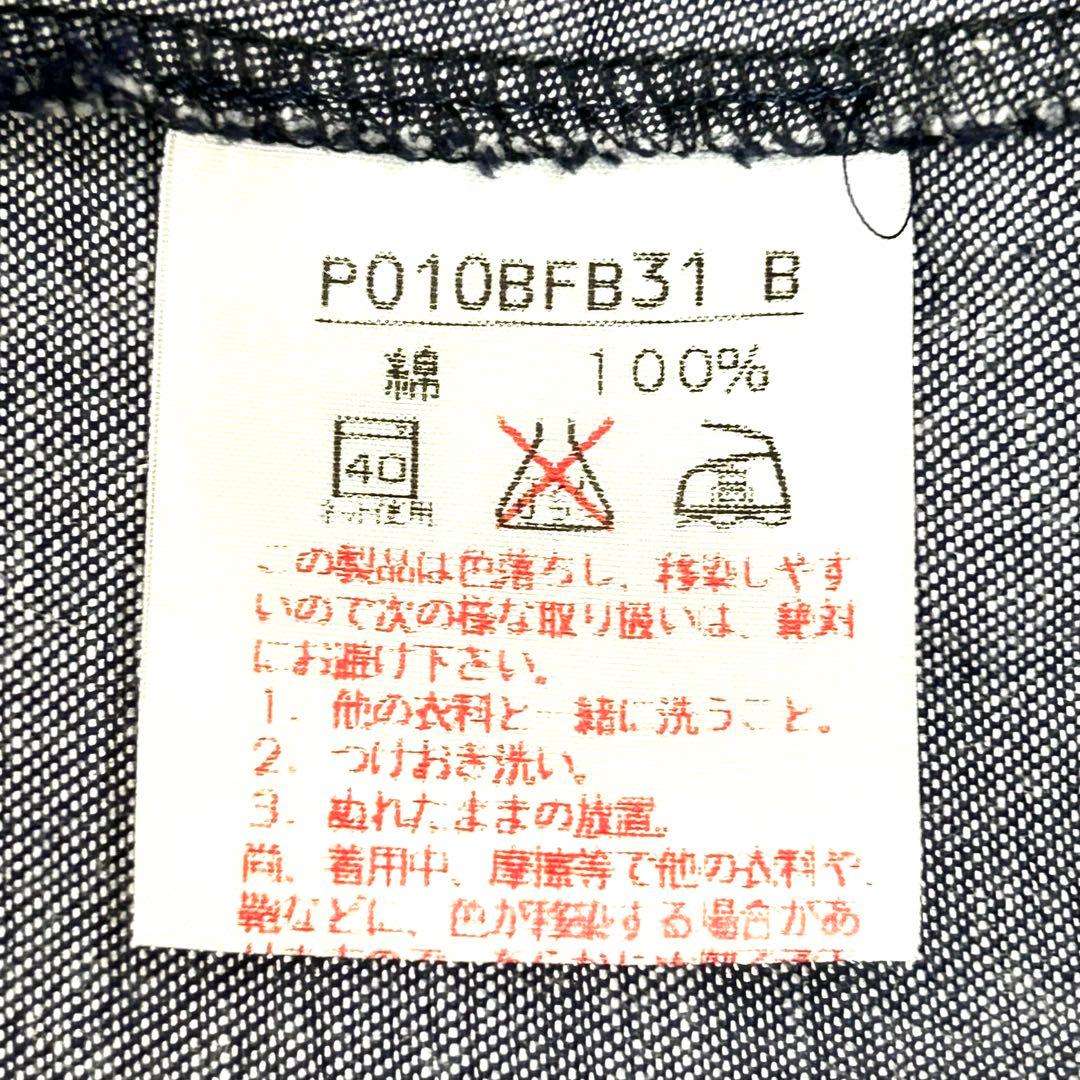 P010BFB31 B
綿 100%
40
ネット使用
この製品は色落ちし、移染しやす
いので次の様な取り扱いは、絶対
にお避け下さい。
1. 他の衣料と一緒に洗うこと。
2. つけおき洗い。
3. ぬれたままの放置。
尚、着用中、摩擦等で他の衣料や、
靴などに、色が移染する場合があ